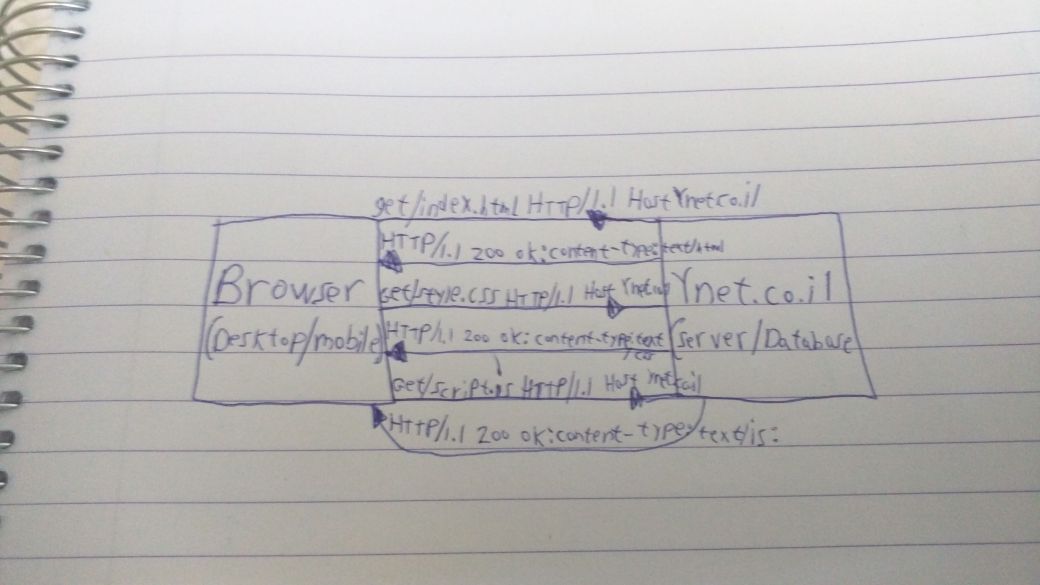 get/index.html HTTP/1.1 Host Ynet.co.il
HTTP/1.1 200 ok:content-type:text/html
Browser
get/style.css HTTP/1.1 Host Ynet.co
Ynet.co.il
(Desktop/mobile)
HTTP/1.1 200 ok:content-type:text
/css
(server/Database
Get/script.js HTTP/1.1 Host Ynet.co.il
HTTP/1.1 200 ok:content-type:text/js: